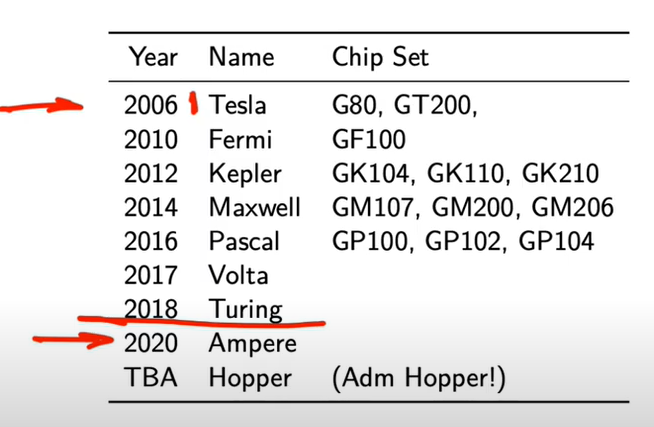 Year Name Chip Set
2006 Tesla G80, GT200,
2010 Fermi GF100
2012 Kepler GK104, GK110, GK210
2014 Maxwell GM107, GM200, GM206
2016 Pascal GP100, GP102, GP104
2017 Volta
2018 Turing
2020 Ampere
TBA Hopper (Adm Hopper!)